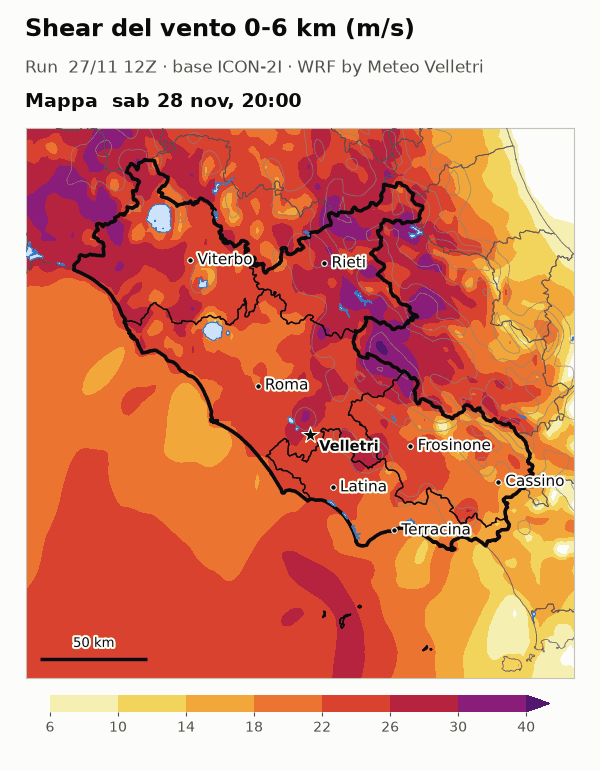 Shear del vento 0-6 km (m/s)
Run  27/11 12Z · base ICON-2I · WRF by Meteo Velletri
Mappa  sab 28 nov, 20:00
Viterbo
Rieti
Roma
Velletri
Frosinone
Cassino
Latina
Terracina
50 km
6 10 14 18 22 26 30 40